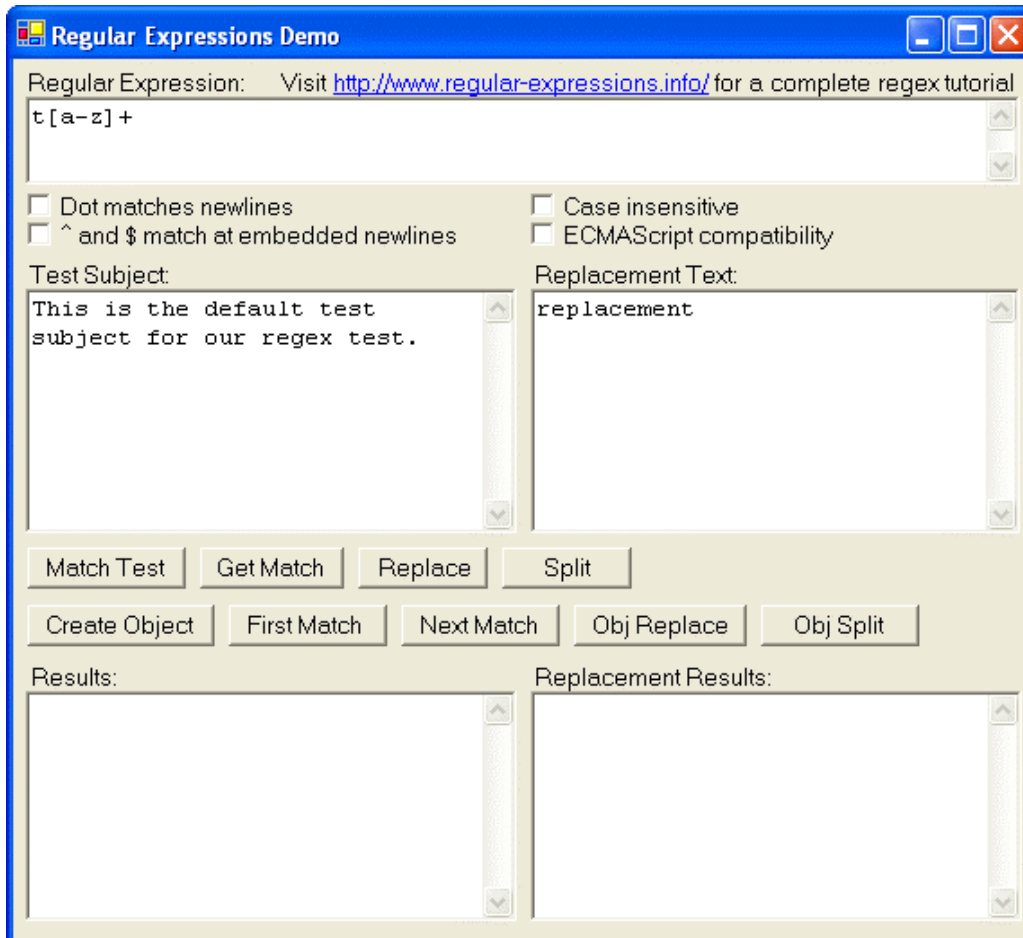 Regular Expressions Demo
Regular Expression: Visit http://www.regular-expressions.info/ for a complete regex tutorial
t[a-z]+
Dot matches newlines
Case insensitive
^ and $ match at embedded newlines
ECMAScript compatibility
Test Subject:
Replacement Text:
This is the default test
subject for our regex test.
replacement
Match Test Get Match Replace Split
Create Object First Match Next Match Obj Replace Obj Split
Results:
Replacement Results: